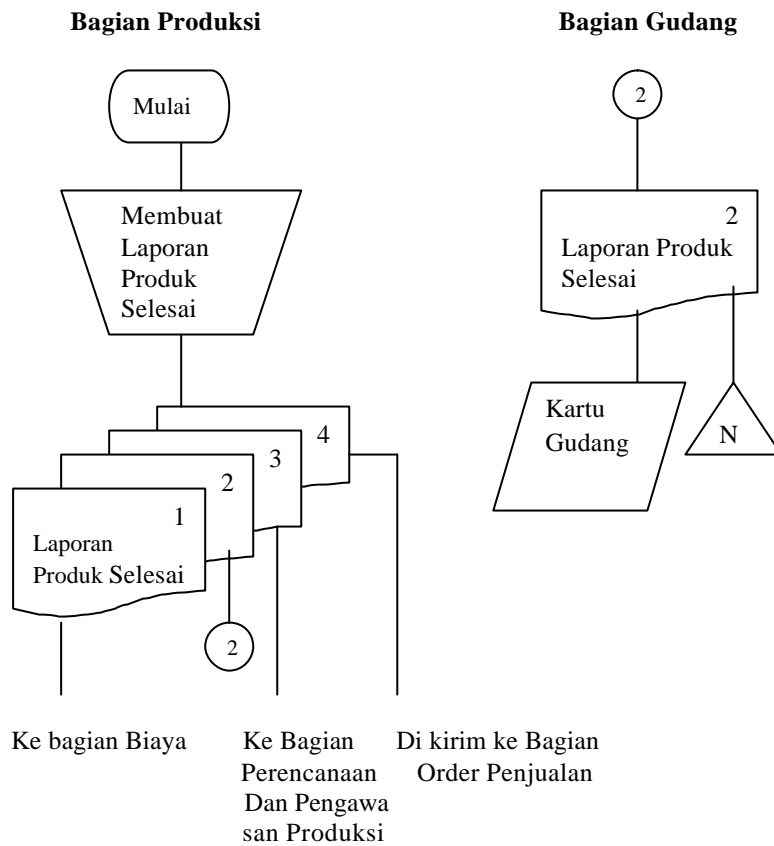 Bagian Produksi
Mulai
Membuat
Laporan
Produk
Selesai
4
3
2
1
Laporan
Produk Selesai
2
Ke bagian Biaya
Ke Bagian
Perencanaan
Dan Pengawa
san Produksi
Di kirim ke Bagian
Order Penjualan
Bagian Gudang
2
2
Laporan Produk
Selesai
Kartu
Gudang
N